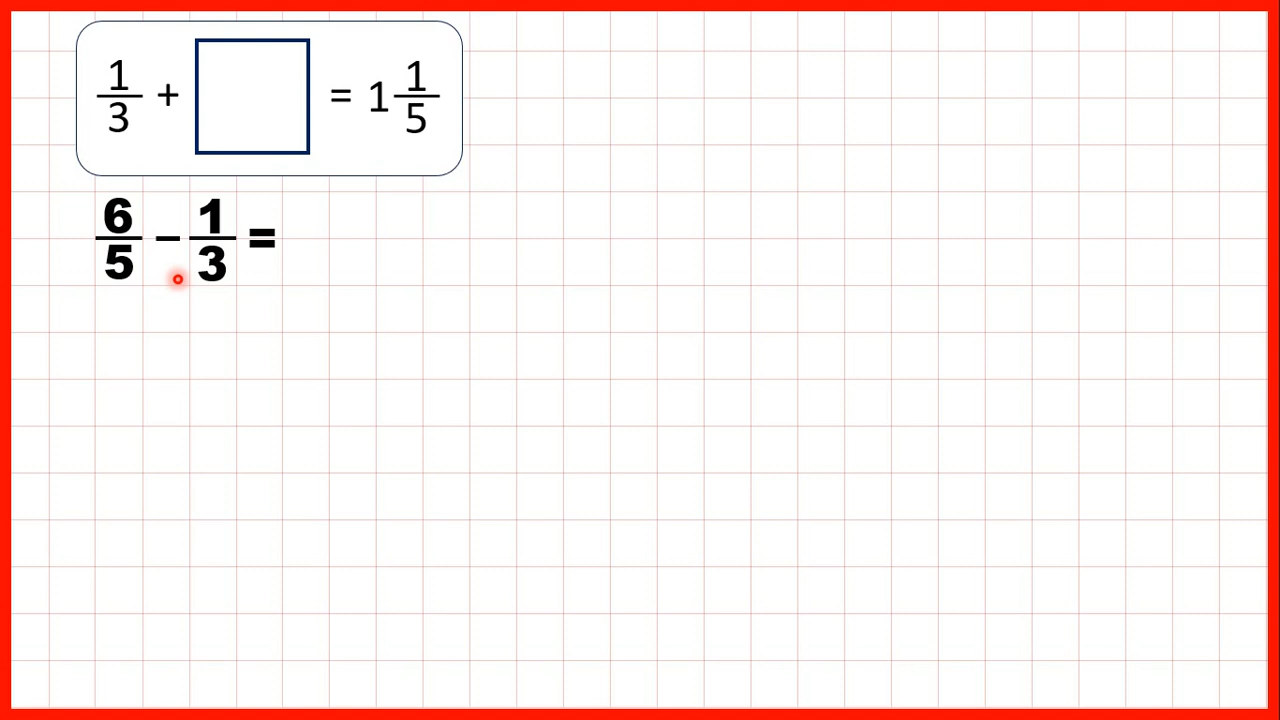 1/3 + □ = 1 1/5
6/5 − 1/3 =